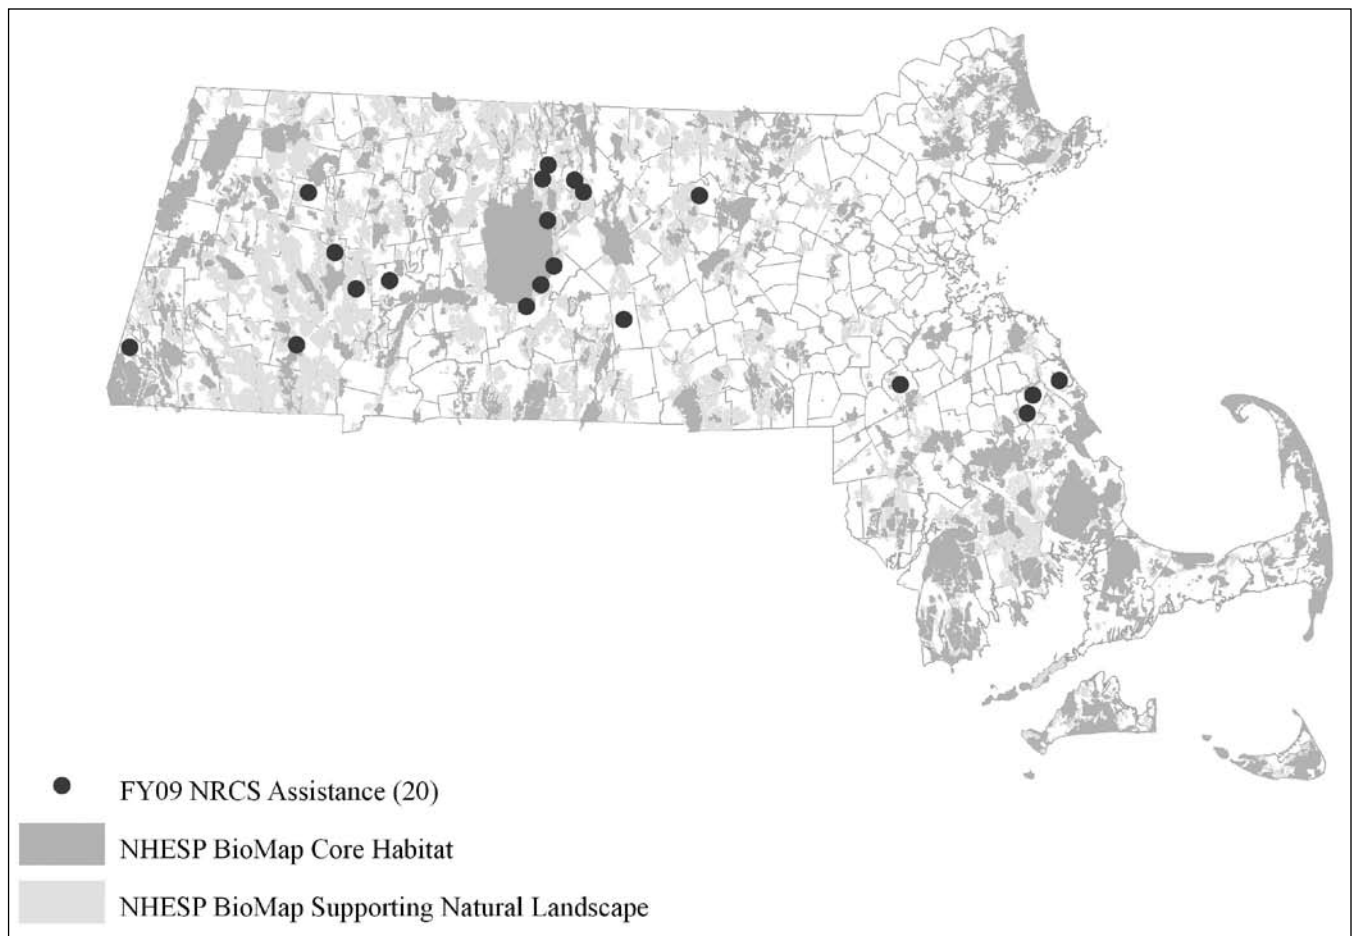 FY09 NRCS Assistance (20)
NHESP BioMap Core Habitat
NHESP BioMap Supporting Natural Landscape